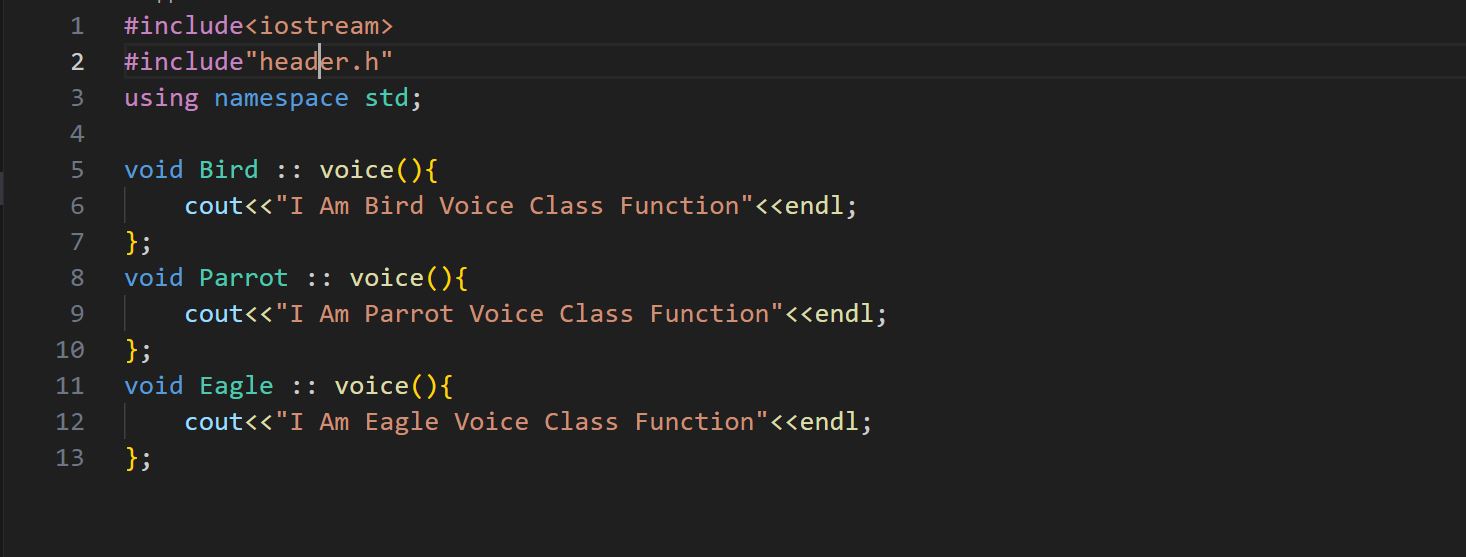 1 #include<iostream>
2 #include"header.h"
3 using namespace std;
4
5 void Bird :: voice(){
6     cout<<"I Am Bird Voice Class Function"<<endl;
7 };
8 void Parrot :: voice(){
9     cout<<"I Am Parrot Voice Class Function"<<endl;
10 };
11 void Eagle :: voice(){
12     cout<<"I Am Eagle Voice Class Function"<<endl;
13 };